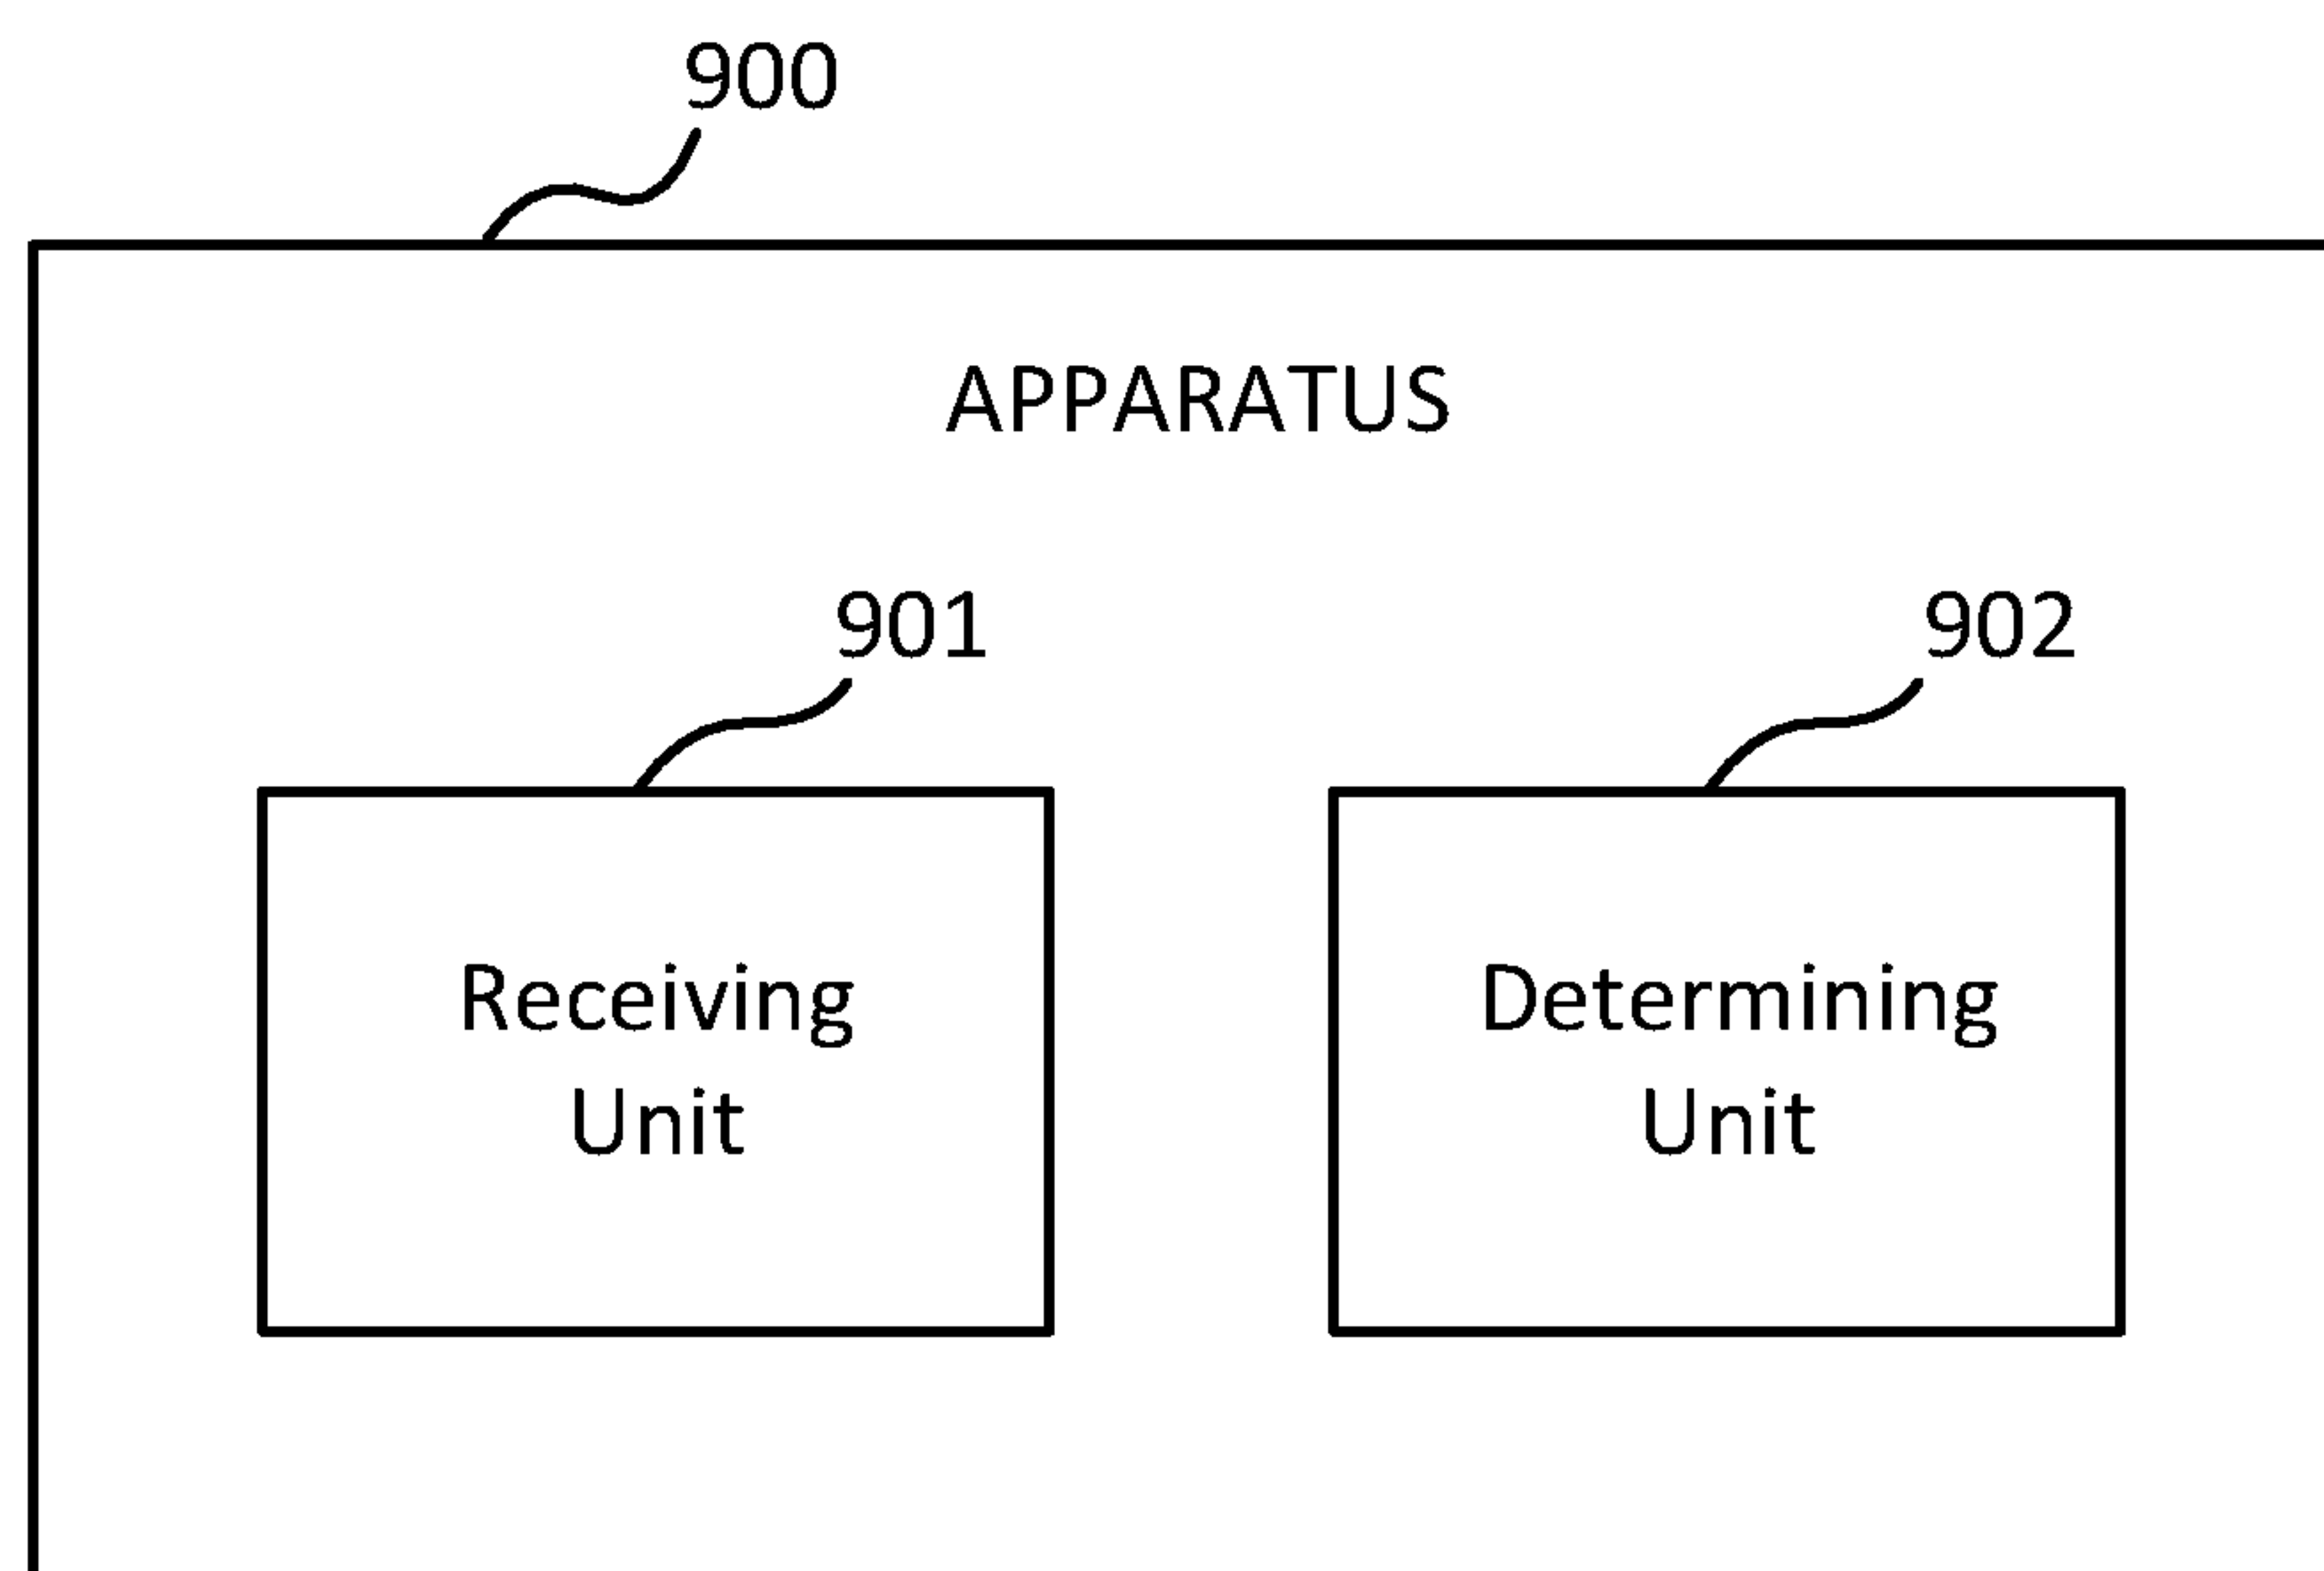 900
APPARATUS
901
902
Receiving
Unit
Determining
Unit